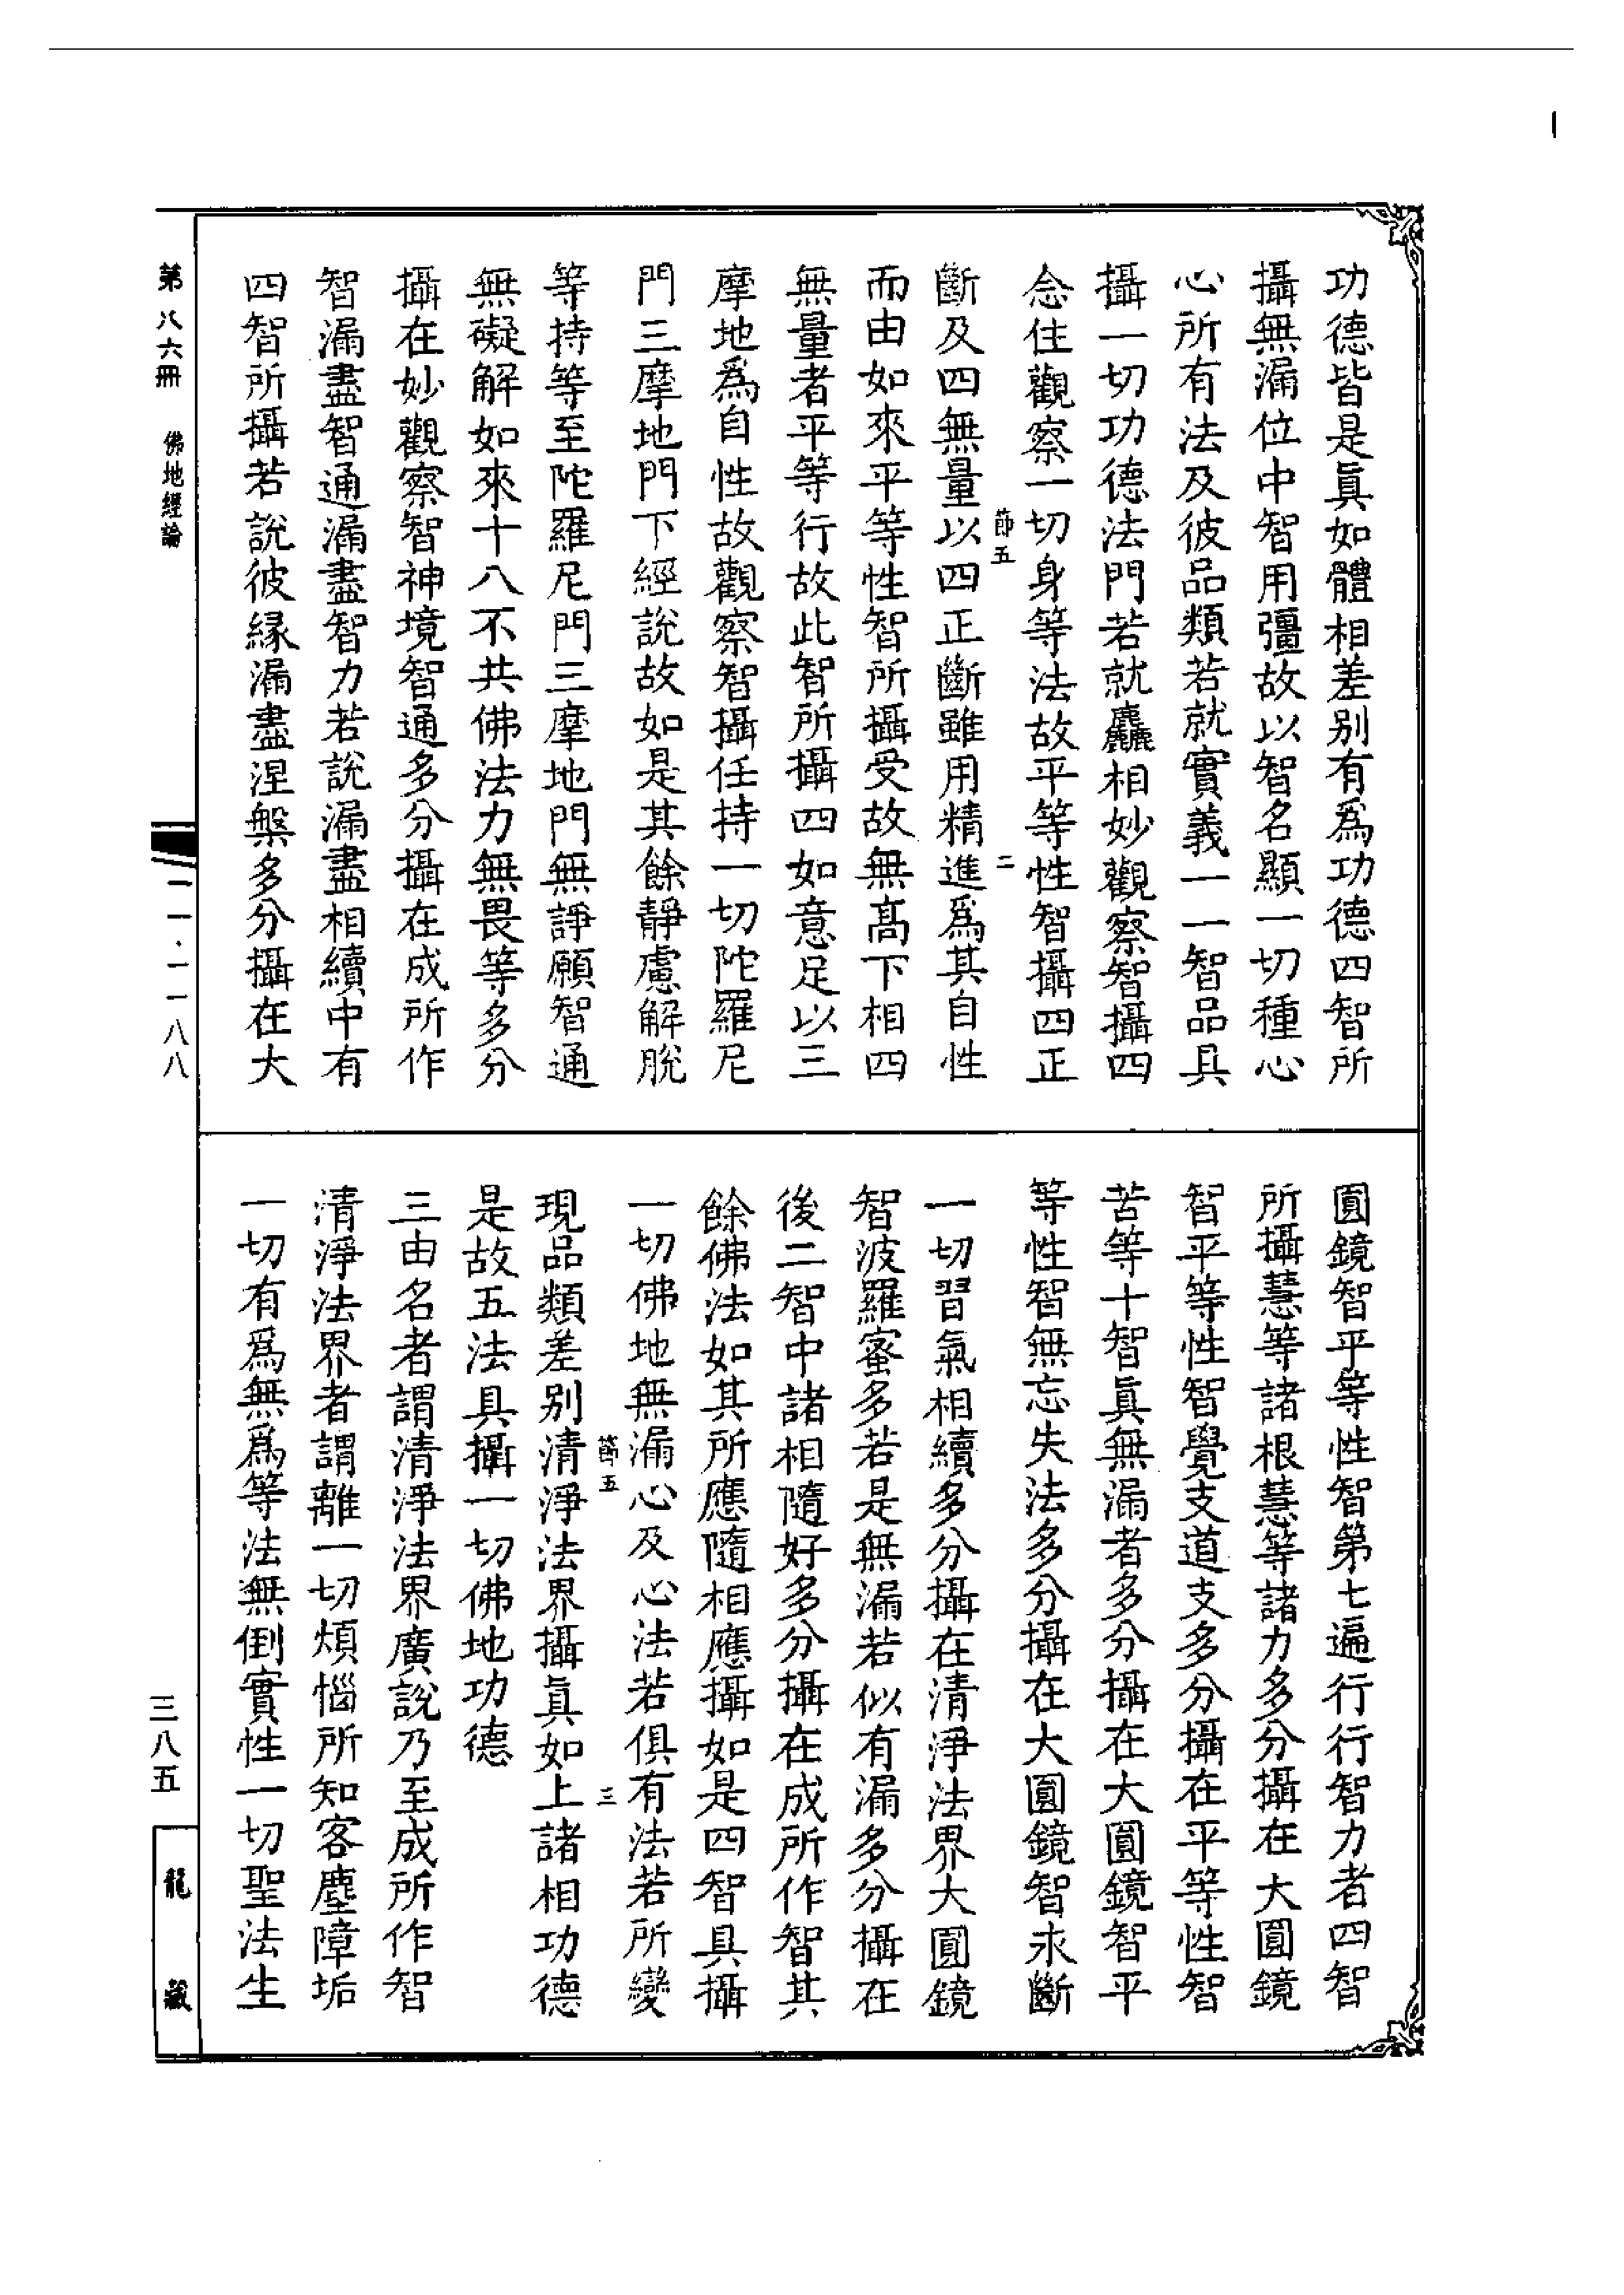 功德皆是眞如體相差别有爲功德四智所
攝無漏位中智用彊故以智名顯一切種心
心所有法及彼品類若就實義一一智品具
攝一切功德法門若就麤相妙觀察智攝四
念住觀察一切身等法故平等性智攝四正
節五
二
斷及四無量以四正斷雖用精進爲其自性
而由如來平等性智所攝受故無髙下相四
無量者平等行故此智所攝四如意足以三
摩地爲自性故觀察智攝任持一切陀羅尼
門三摩地門下經說故如是其餘靜慮解脫
等持等至陀羅尼門三摩地門無諍願智通
無礙解如來十八不共佛法力無畏等多分
攝在妙觀察智神境智通多分攝在成所作
智漏盡智通漏盡智力若說漏盡相續中有
四智所攝若說彼緣漏盡涅槃多分攝在大
圓鏡智平等性智第七遍行行智力者四智
所攝慧等諸根慧等諸力多分攝在大圓鏡
智平等性智覺支道支多分攝在平等性智
苦等十智眞無漏者多分攝在大圓鏡智平
等性智無忘失法多分攝在大圓鏡智永斷
一切習氣相續多分攝在清淨法界大圓鏡
智波羅蜜多若是無漏若似有漏多分攝在
後二智中諸相隨好多分攝在成所作智其
餘佛法如其所應隨相應攝如是四智具攝
一切佛地無漏心及心法若俱有法若所變
節五
三
現品類差别清淨法界攝眞如上諸相功德
是故五法具攝一切佛地功德
三由名者謂清淨法界廣說乃至成所作智
清淨法界者謂離一切煩惱所知客塵障垢
一切有爲無爲等法無倒實性一切聖法生
第八六冊
佛地經論
一一·一一八八
三八五
龍藏